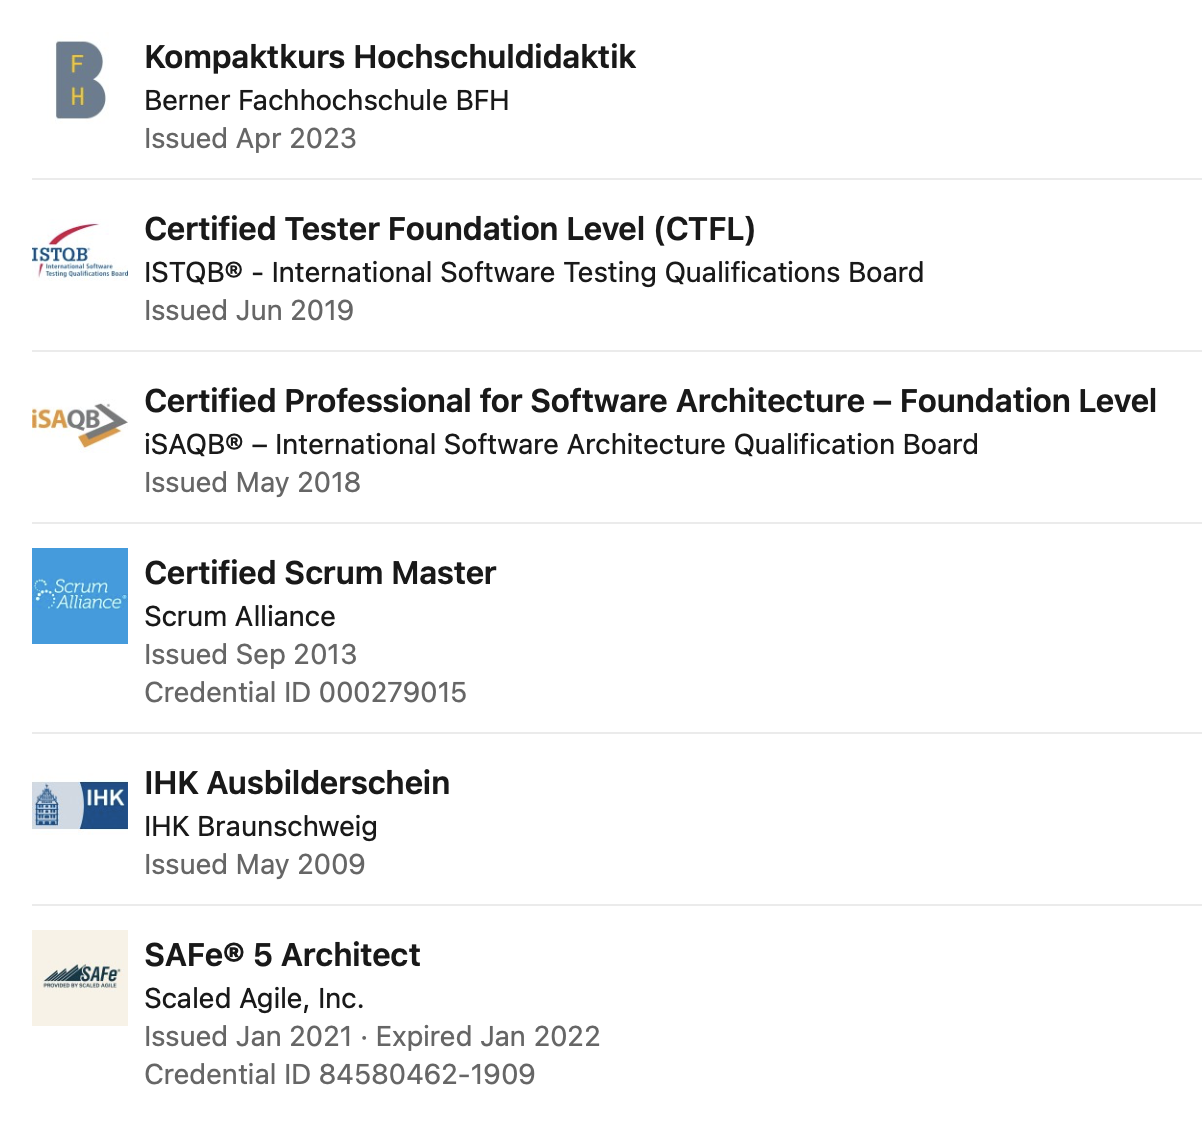 F
H
Kompaktkurs Hochschuldidaktik
Berner Fachhochschule BFH
Issued Apr 2023
ISTQB®
International Software
Testing Qualifications Board
Certified Tester Foundation Level (CTFL)
ISTQB® - International Software Testing Qualifications Board
Issued Jun 2019
iSAQB
Certified Professional for Software Architecture – Foundation Level
iSAQB® – International Software Architecture Qualification Board
Issued May 2018
Scrum
Alliance®
Certified Scrum Master
Scrum Alliance
Issued Sep 2013
Credential ID 000279015
IHK
IHK Ausbilderschein
IHK Braunschweig
Issued May 2009
SAFe®
PROVIDED BY SCALED AGILE
SAFe® 5 Architect
Scaled Agile, Inc.
Issued Jan 2021 · Expired Jan 2022
Credential ID 84580462-1909